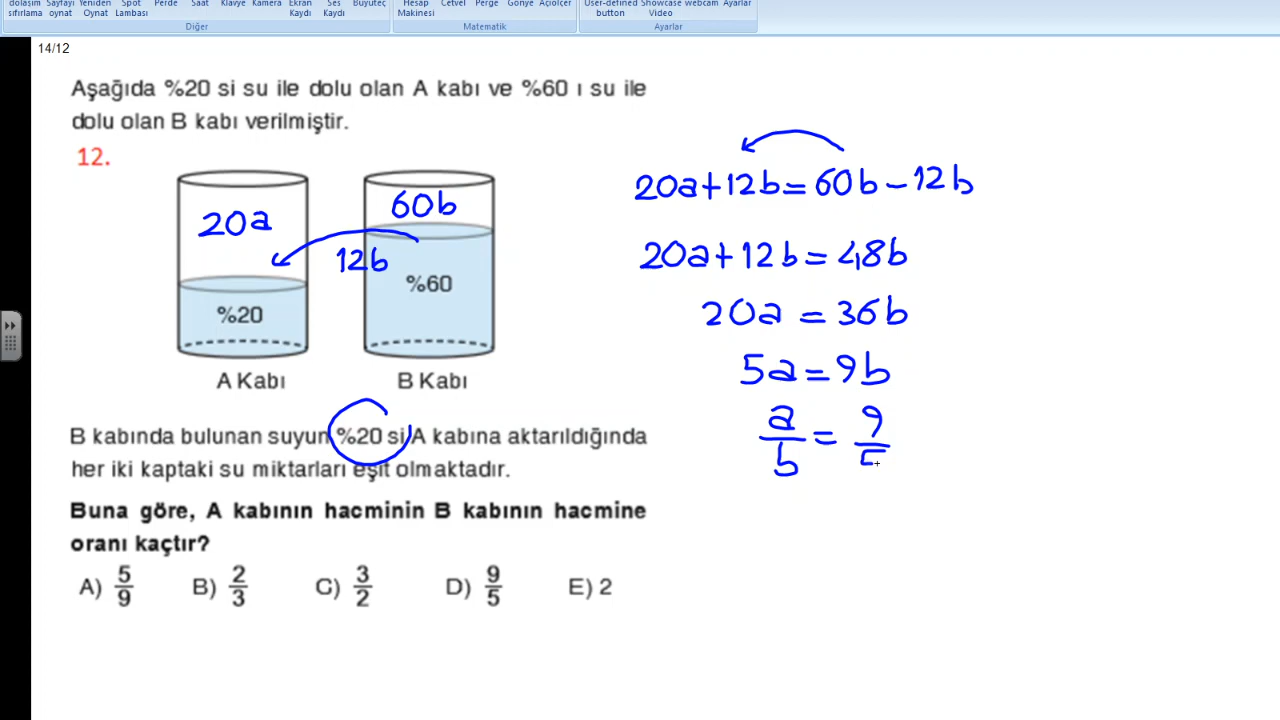 dolaşım Sayfayı Yeniden Spot Perde Saat Klavye Kamera Ekran Ses Büyüteç
sıfırlama oynat Oynat Lambası Kaydı Kaydı
Hesap Cetvel Perge Gönye Açıölçer
Makinesi
User-defined Showcase webcam Ayarlar
button Video
Diğer Matematik Ayarlar
14/12
Aşağıda %20 si su ile dolu olan A kabı ve %60 ı su ile
dolu olan B kabı verilmiştir.
12.
20a 60b
12b
%60
%20
A Kabı B Kabı
B kabında bulunan suyun %20 si A kabına aktarıldığında
her iki kaptaki su miktarları eşit olmaktadır.
Buna göre, A kabının hacminin B kabının hacmine
oranı kaçtır?
A) 5/9 B) 2/3 C) 3/2 D) 9/5 E) 2
20a+12b=60b-12b
20a+12b=48b
20a=36b
5a=9b
a/b=9/5